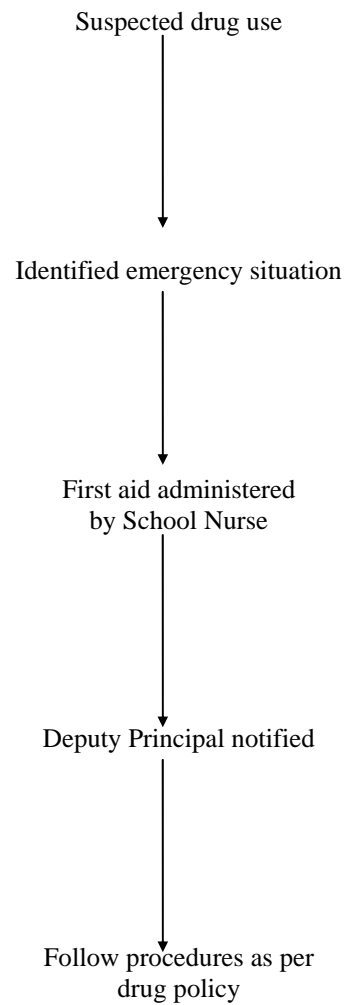 Suspected drug use
Identified emergency situation
First aid administered
by School Nurse
Deputy Principal notified
Follow procedures as per
drug policy